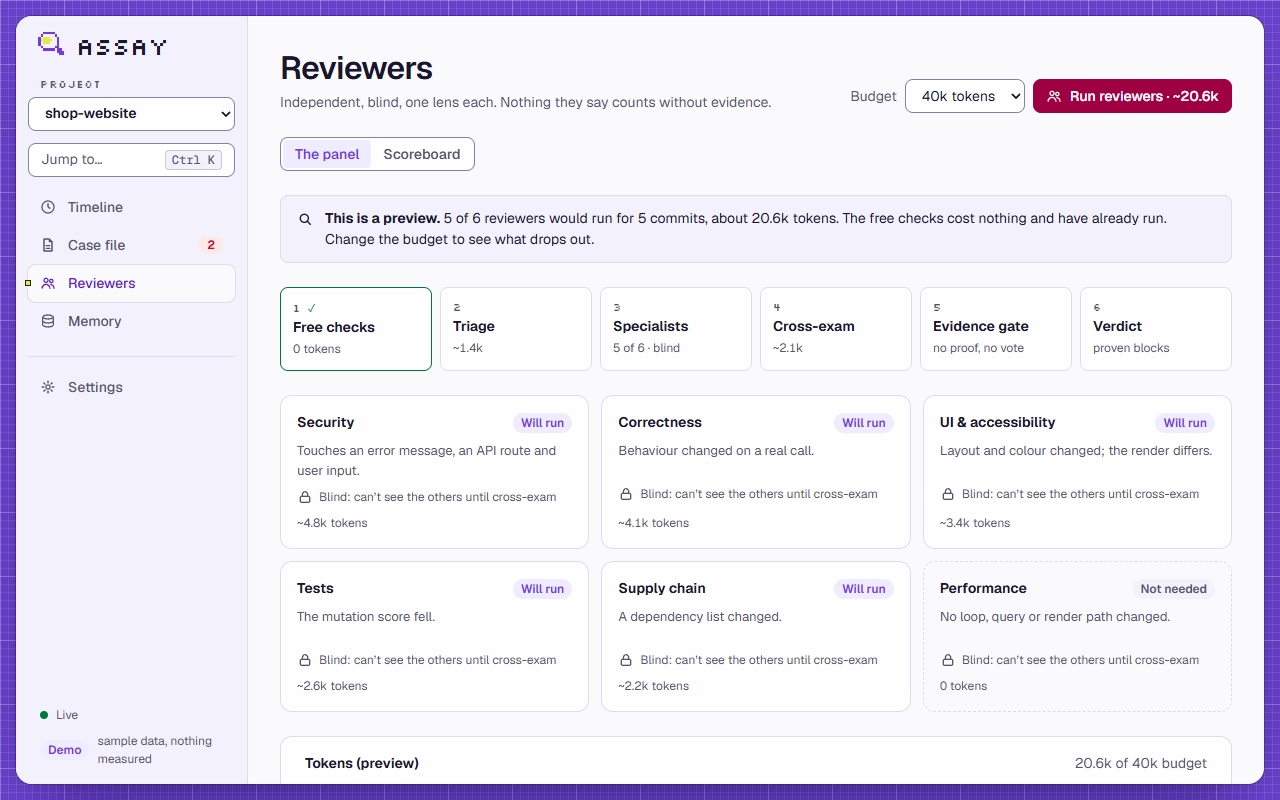 ASSAY
PROJECT
shop-website
Jump to…
Ctrl K
Timeline
Case file
2
Reviewers
Memory
Settings
Live
Demo
sample data, nothing
measured
Reviewers
Independent, blind, one lens each. Nothing they say counts without evidence.
Budget
40k tokens
Run reviewers · ~20.6k
The panel
Scoreboard
This is a preview. 5 of 6 reviewers would run for 5 commits, about 20.6k tokens. The free checks cost nothing and have already run.
Change the budget to see what drops out.
1 ✓
Free checks
0 tokens
2
Triage
~1.4k
3
Specialists
5 of 6 · blind
4
Cross-exam
~2.1k
5
Evidence gate
no proof, no vote
6
Verdict
proven blocks
Security
Will run
Touches an error message, an API route and
user input.
Blind: can't see the others until cross-exam
~4.8k tokens
Correctness
Will run
Behaviour changed on a real call.
Blind: can't see the others until cross-exam
~4.1k tokens
UI & accessibility
Will run
Layout and colour changed; the render differs.
Blind: can't see the others until cross-exam
~3.4k tokens
Tests
Will run
The mutation score fell.
Blind: can't see the others until cross-exam
~2.6k tokens
Supply chain
Will run
A dependency list changed.
Blind: can't see the others until cross-exam
~2.2k tokens
Performance
Not needed
No loop, query or render path changed.
Blind: can't see the others until cross-exam
0 tokens
Tokens (preview)
20.6k of 40k budget